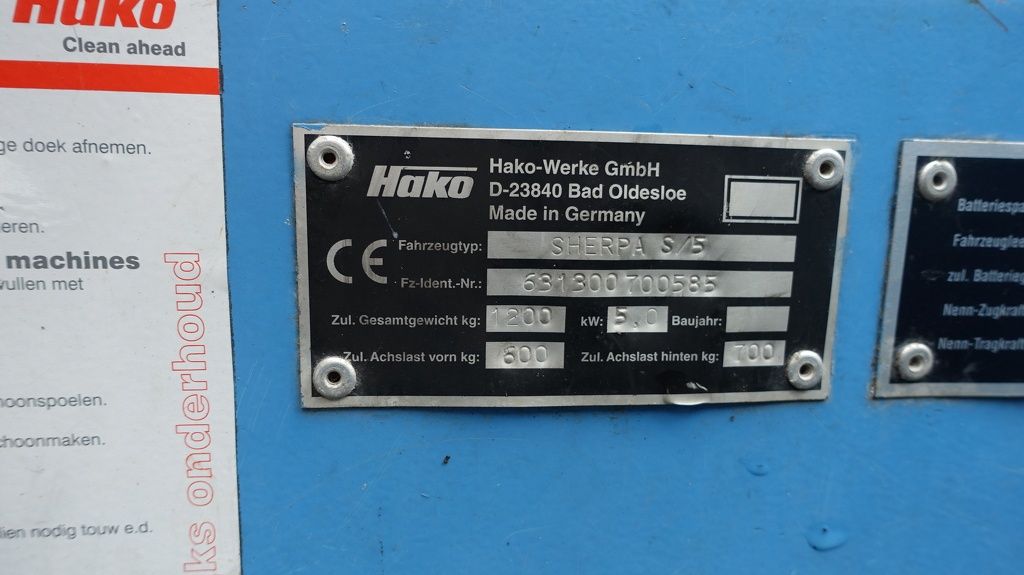 Hako
Clean ahead
ge doek afnemen.
eren.
machines
vullen met
oonspoelen.
choonmaken.
lien nodig touw e.d.
ks onderhoud
Hako
Hako-Werke GmbH
D-23840 Bad Oldesloe
Made in Germany
CE
Fahrzeugtyp: SHERPA S/5
Fz-Ident.-Nr.: 631300700585
Zul. Gesamtgewicht kg: 1200 kW: 5,0 Baujahr:
Zul. Achslast vorn kg: 600 Zul. Achslast hinten kg: 700
Batteriespa
Fahrzeuglee
zul. Batterieg
Nenn-Zugkraft
Nenn-Tragkraft